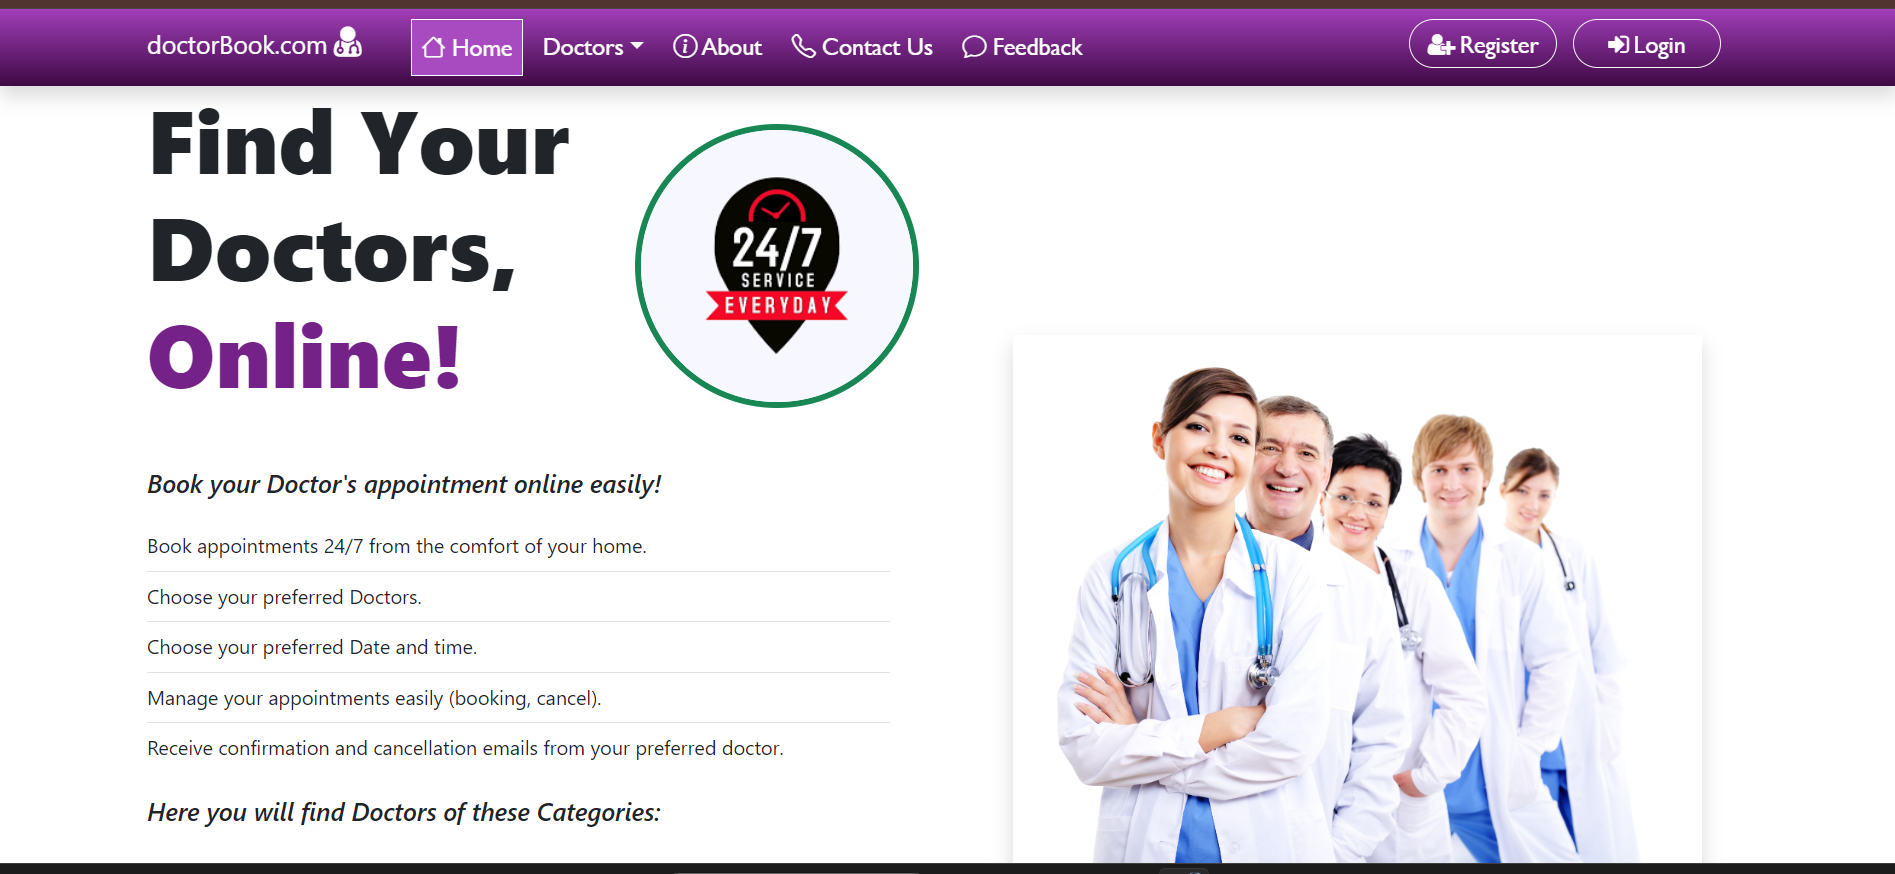 doctorBook.com
Home
Doctors
About
Contact Us
Feedback
Register
Login
Find Your
Doctors,
Online!
24/7
SERVICE
EVERYDAY
Book your Doctor's appointment online easily!
Book appointments 24/7 from the comfort of your home.
Choose your preferred Doctors.
Choose your preferred Date and time.
Manage your appointments easily (booking, cancel).
Receive confirmation and cancellation emails from your preferred doctor.
Here you will find Doctors of these Categories: